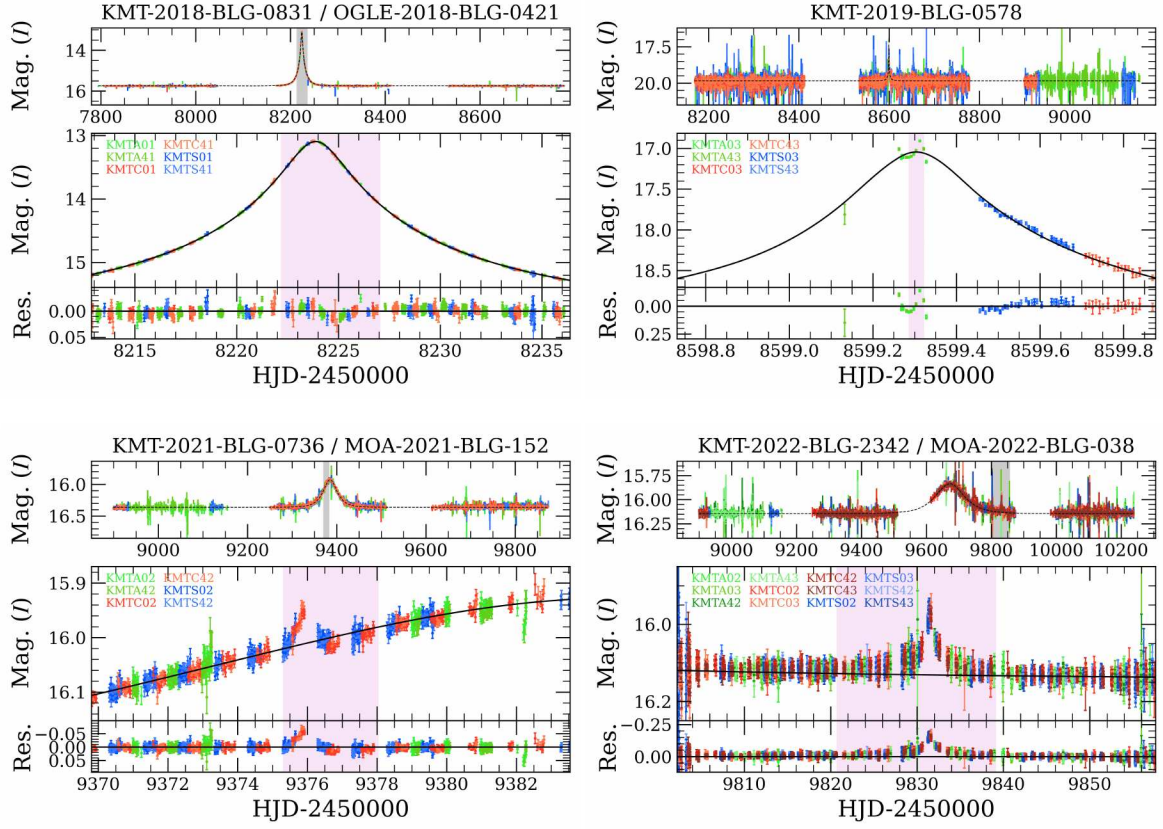 KMT-2018-BLG-0831 / OGLE-2018-BLG-0421
Mag. (I)
14
16
7800 8000 8200 8400 8600
Mag. (I)
13
14
15
KMTA01 KMTC41
KMTA41 KMTS01
KMTC01 KMTS41
Res.
0.00
0.05
8215 8220 8225 8230 8235
HJD-2450000
KMT-2019-BLG-0578
Mag. (I)
17.5
20.0
8200 8400 8600 8800 9000
Mag. (I)
17.0
17.5
18.0
18.5
KMTA03 KMTC43
KMTA43 KMTS03
KMTC03 KMTS43
Res.
0.00
0.25
8598.8 8599.0 8599.2 8599.4 8599.6 8599.8
HJD-2450000
KMT-2021-BLG-0736 / MOA-2021-BLG-152
Mag. (I)
16.0
16.5
9000 9200 9400 9600 9800
Mag. (I)
15.9
16.0
16.1
KMTA02 KMTC42
KMTA42 KMTS02
KMTC02 KMTS42
Res.
−0.05
0.00
0.05
9370 9372 9374 9376 9378 9380 9382
HJD-2450000
KMT-2022-BLG-2342 / MOA-2022-BLG-038
Mag. (I)
15.75
16.00
16.25
9000 9200 9400 9600 9800 10000 10200
Mag. (I)
16.0
16.2
KMTA02 KMTA43 KMTC42 KMTS03
KMTA03 KMTC02 KMTC43 KMTS42
KMTA42 KMTC03 KMTS02 KMTS43
Res.
−0.25
0.00
9810 9820 9830 9840 9850
HJD-2450000